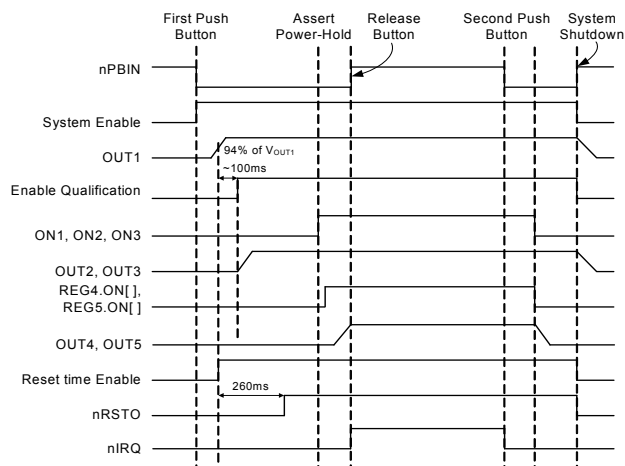 First Push Button
Assert Power-Hold
Release Button
Second Push Button
System Shutdown
nPBIN
System Enable
OUT1
94% of VOUT1
~100ms
Enable Qualification
ON1, ON2, ON3
OUT2, OUT3
REG4.ON[ ],
REG5.ON[ ]
OUT4, OUT5
Reset time Enable
260ms
nRSTO
nIRQ